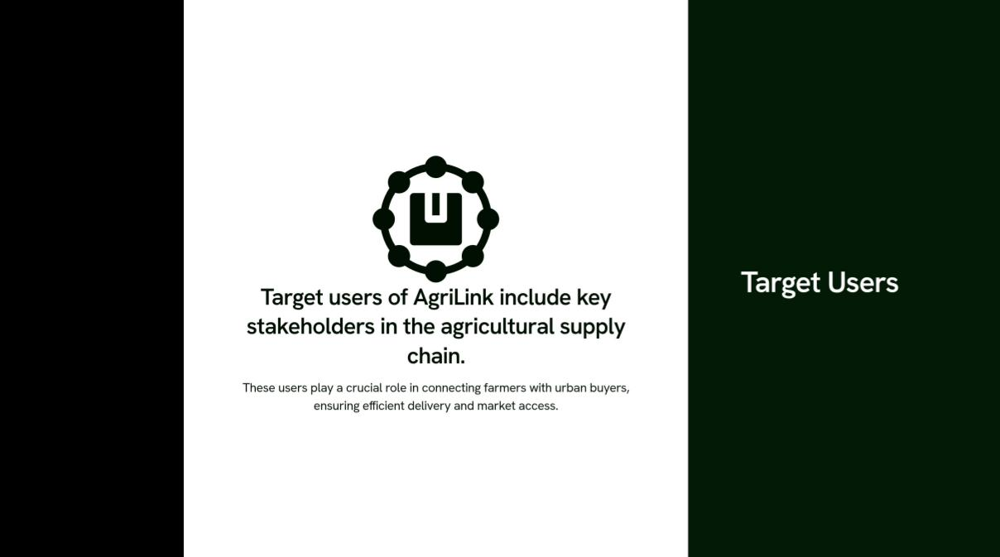 Target users of AgriLink include key
stakeholders in the agricultural supply
chain.
These users play a crucial role in connecting farmers with urban buyers,
ensuring efficient delivery and market access.
Target Users